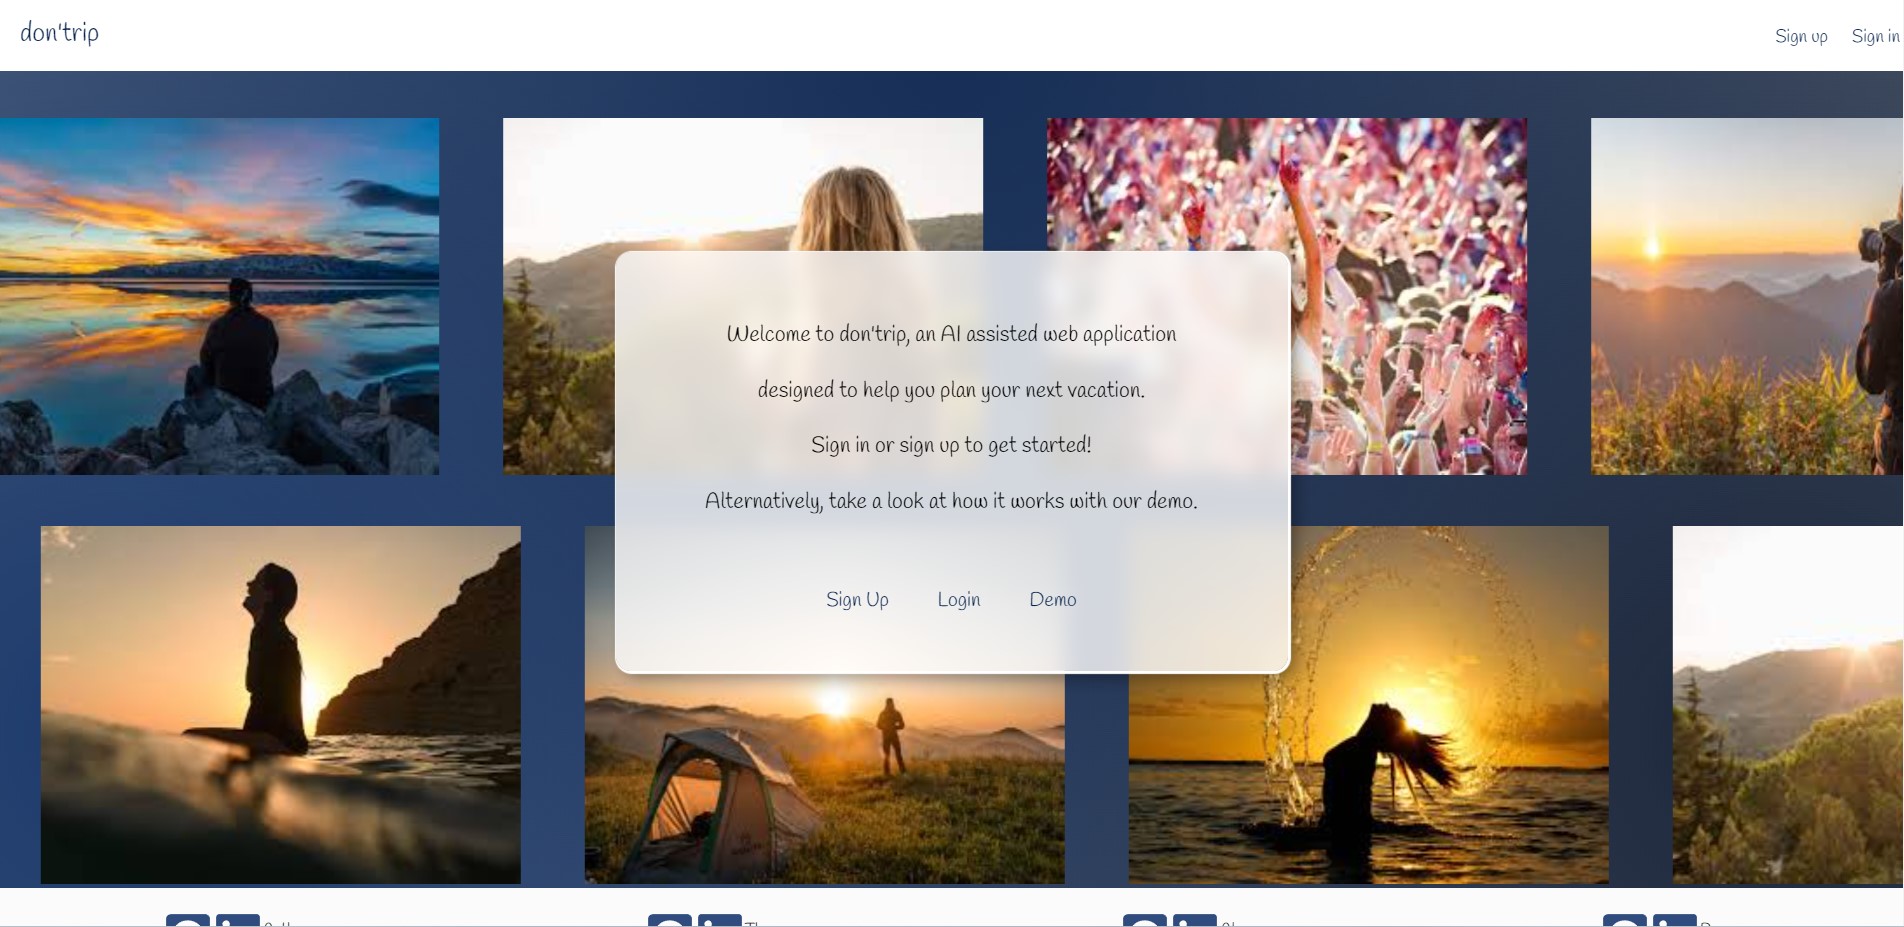 don'trip
Sign up
Sign in
Welcome to don'trip, an AI assisted web application
designed to help you plan your next vacation.
Sign in or sign up to get started!
Alternatively, take a look at how it works with our demo.
Sign Up
Login
Demo